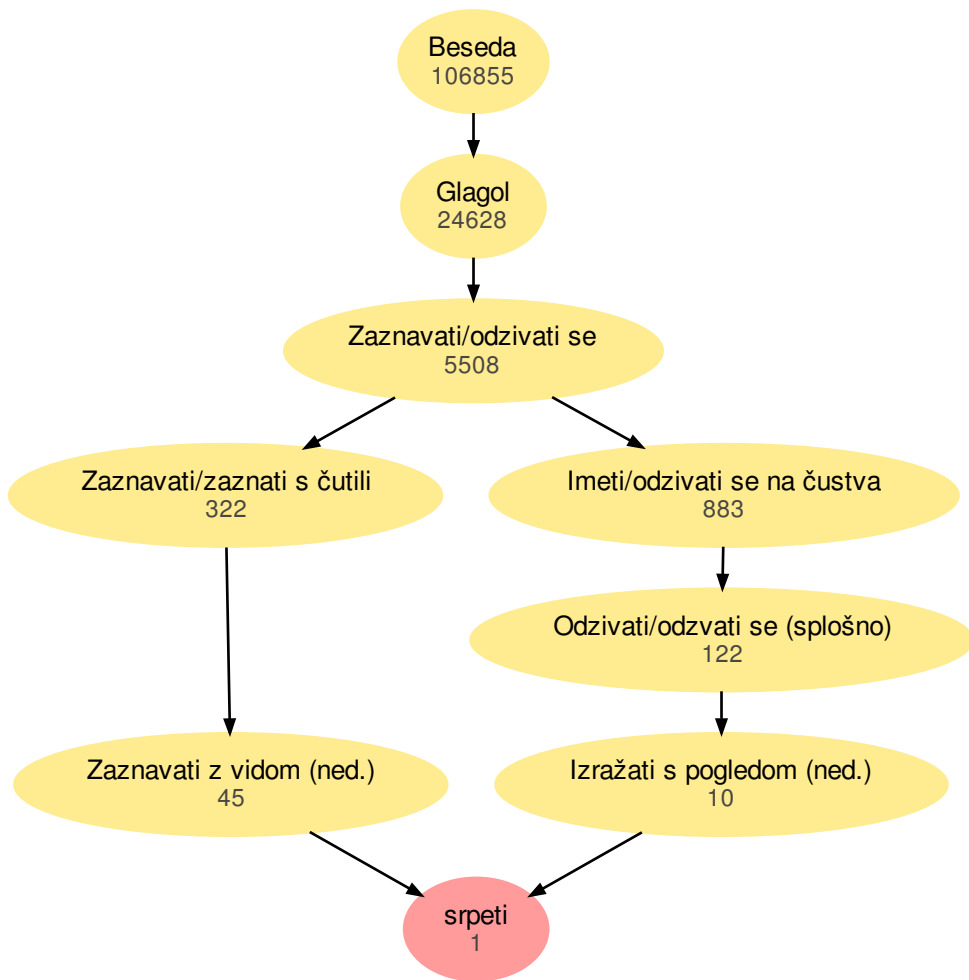 Beseda
106855
Glagol
24628
Zaznavati/odzivati se
5508
Zaznavati/zaznati s čutili
322
Imeti/odzivati se na čustva
883
Odzivati/odzvati se (splošno)
122
Zaznavati z vidom (ned.)
45
Izražati s pogledom (ned.)
10
srpeti
1